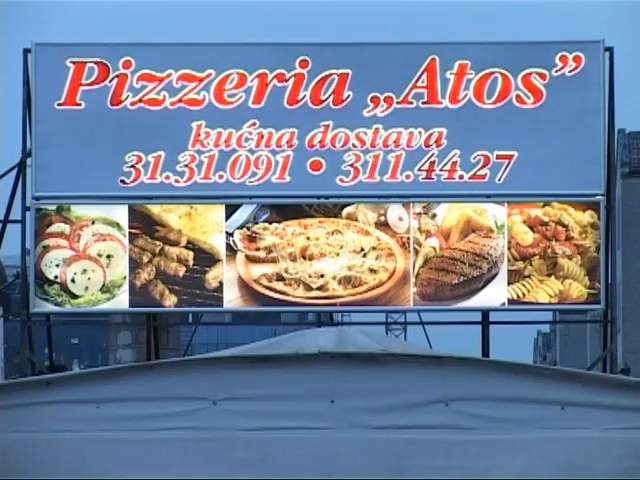 Pizzeria „Atos”
kućna dostava
31.31.091 • 311.44.27